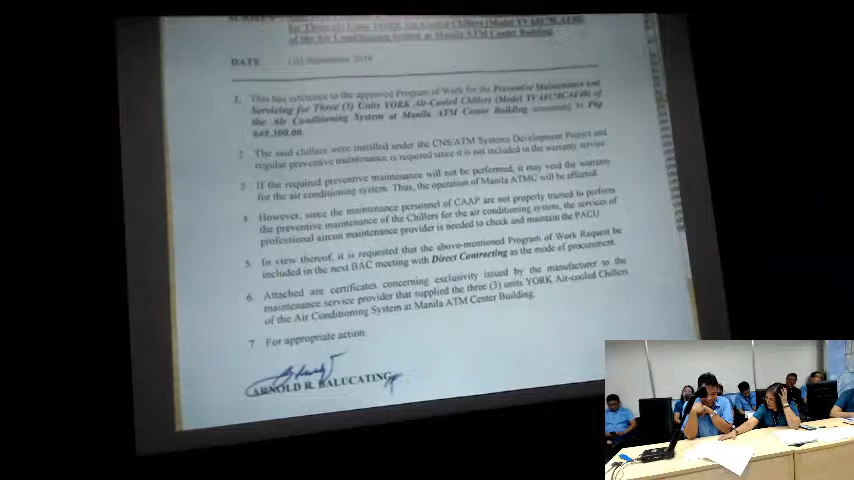 for Three (3) Units YORK Air-Cooled Chillers (Model YVA0178CAE40)
of the Air Conditioning System at Manila ATM Center Building
DATE : September 2019
1. This has reference to the approved Program of Work for the Preventive Maintenance and
Servicing for Three (3) Units YORK Air-Cooled Chillers (Model YVA0178CAE40) of
the Air Conditioning System at Manila ATM Center Building amounting to Php
2. The said chillers were installed under the CNS/ATM Systems Development Project and
regular preventive maintenance is required since it is not included in the warranty service.
3. If the required preventive maintenance will not be performed, it may void the warranty
for the air conditioning system. Thus, the operation of Manila ATMC will be affected.
4. However, since the maintenance personnel of CAAP are not properly trained to perform
the preventive maintenance of the Chillers for the air conditioning system, the services of
professional aircon maintenance provider is needed to check and maintain the PACU
5. In view thereof, it is requested that the above-mentioned Program of Work Request be
included in the next BAC meeting with Direct Contracting as the mode of procurement.
6. Attached are certificates concerning exclusivity issued by the manufacturer to the
maintenance service provider that supplied the three (3) units YORK Air-cooled Chillers
of the Air Conditioning System at Manila ATM Center Building.
7 For appropriate action.
ARNOLD R. BALUCATING